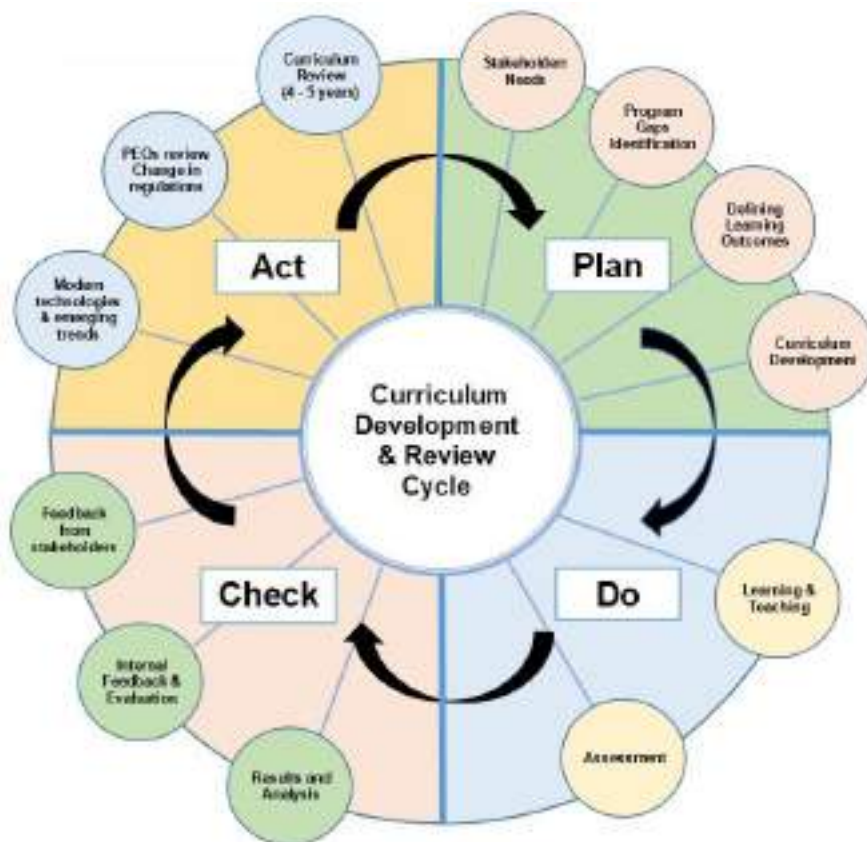 Curriculum
Review
(4 - 5 years)
Stakeholders
Needs
Program
Gaps
Identification
PEOs review
Change in
regulations
Defining
Learning
Outcomes
Act
Plan
Modern
technologies
& emerging
trends
Curriculum
Development
Curriculum
Development
& Review
Cycle
Feedback
from
stakeholders
Check
Do
Learning &
Teaching
Internal
Feedback &
Evaluation
Results and
Analysis
Assessment